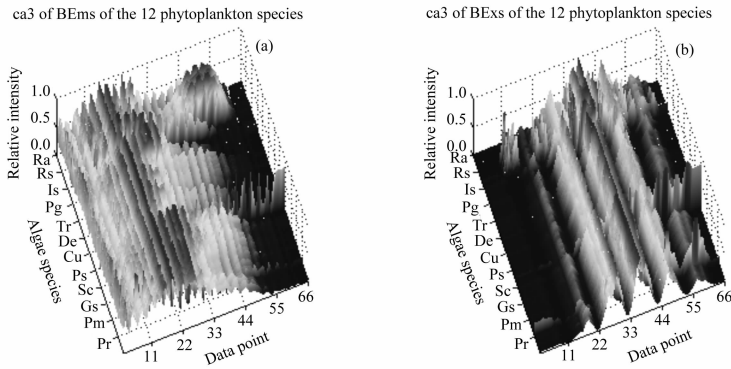 ca3 of BEms of the 12 phytoplankton species
(a)
Relative intensity
1.0
0.5
0.0
Ra
Rs
Is
Pg
Tr
De
Cu
Ps
Sc
Gs
Pm
Pr
Algae species
11
22
33
44
55
66
Data point
ca3 of BExs of the 12 phytoplankton species
(b)
Relative intensity
1.0
0.5
0.0
Ra
Rs
Is
Pg
Tr
De
Cu
Ps
Sc
Gs
Pm
Pr
Algae species
11
22
33
44
55
66
Data point